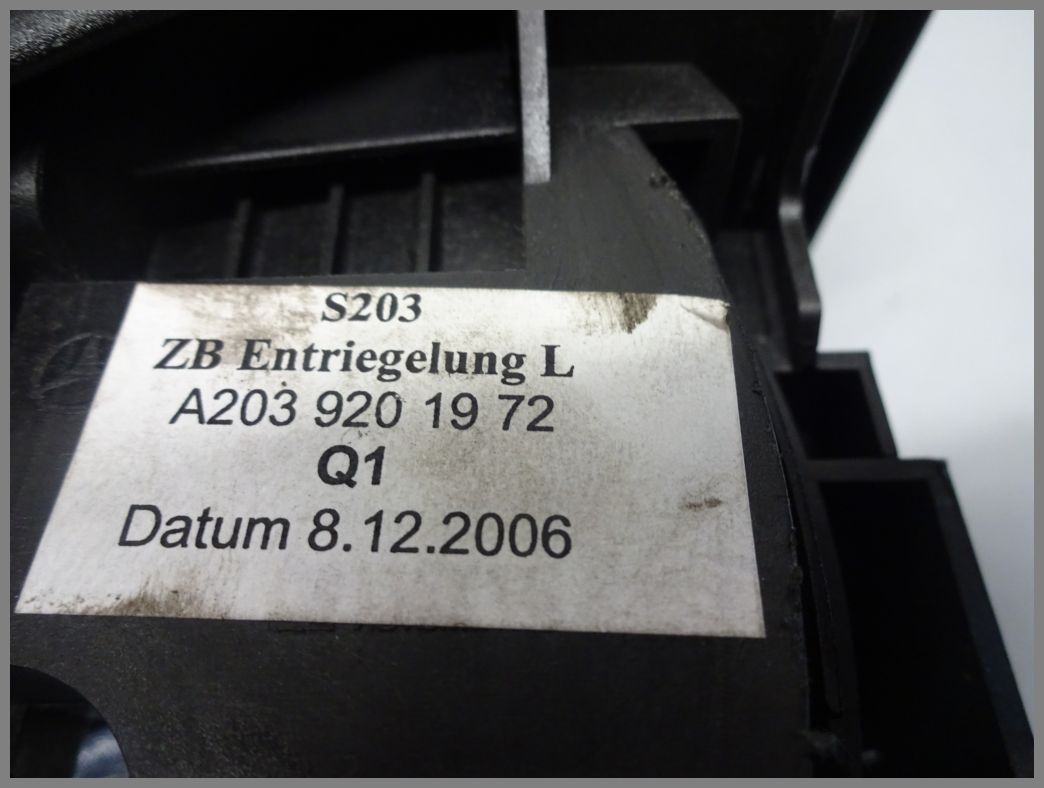 S203
ZB Entriegelung L
A203 920 19 72
Q1
Datum 8.12.2006